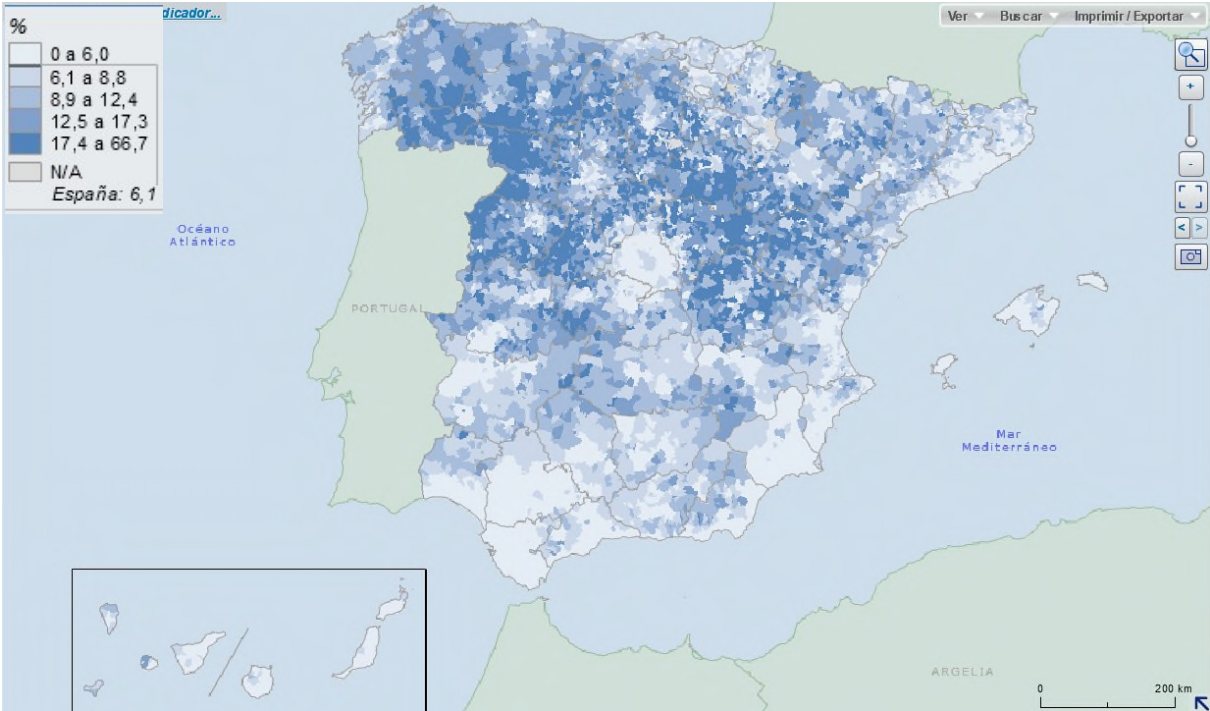 dicador...
Ver Buscar Imprimir / Exportar
%
0 a 6,0
6,1 a 8,8
8,9 a 12,4
12,5 a 17,3
17,4 a 66,7
N/A
España: 6,1
+
-
< >
Océano
Atlántico
PORTUGAL
Mar
Mediterráneo
ARGELIA
0 200 km